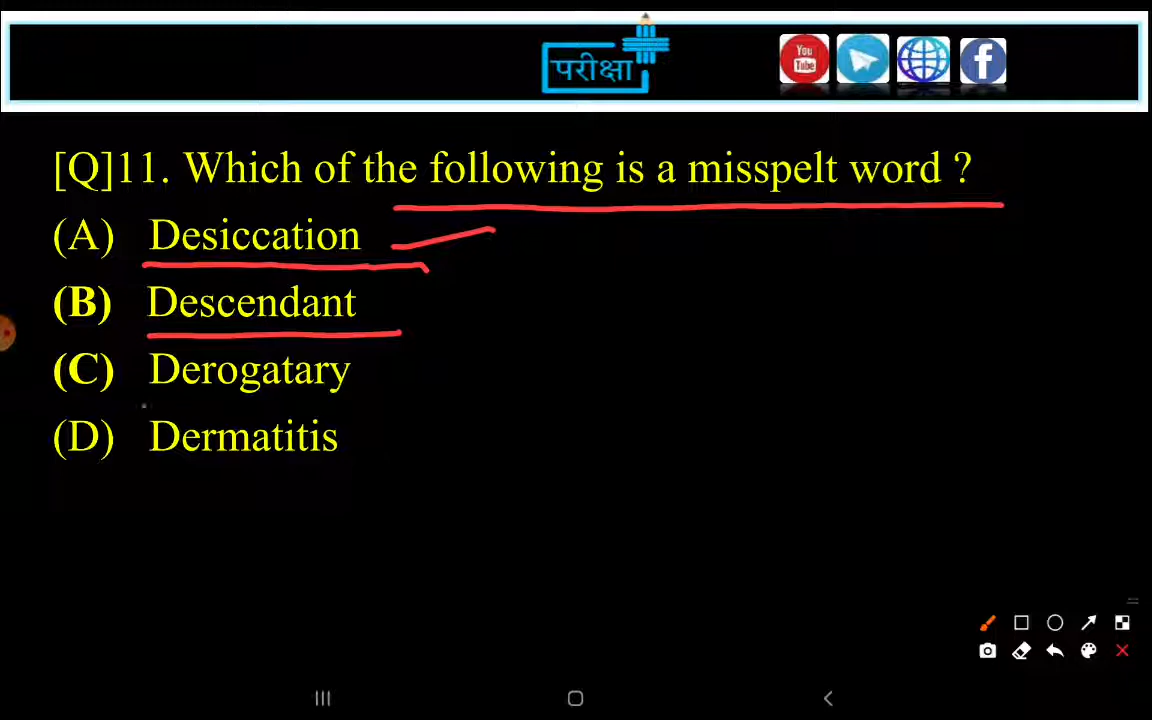 परीक्षा
You
Tube
[Q]11. Which of the following is a misspelt word ?
(A) Desiccation
(B) Descendant
(C) Derogatary
(D) Dermatitis